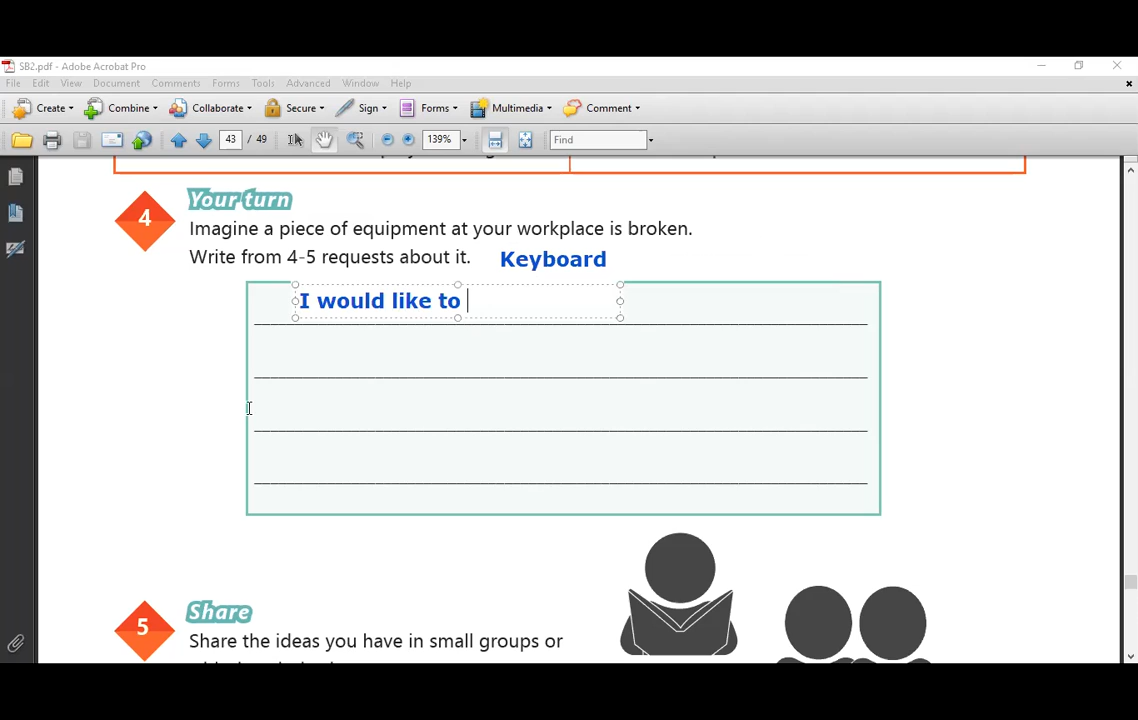 SB2.pdf - Adobe Acrobat Pro
File Edit View Document Comments Forms Tools Advanced Window Help
Create Combine Collaborate Secure Sign Forms Multimedia Comment
43 / 49 139% Find
4 Your turn
Imagine a piece of equipment at your workplace is broken.
Write from 4-5 requests about it. Keyboard
I would like to
5 Share
Share the ideas you have in small groups or